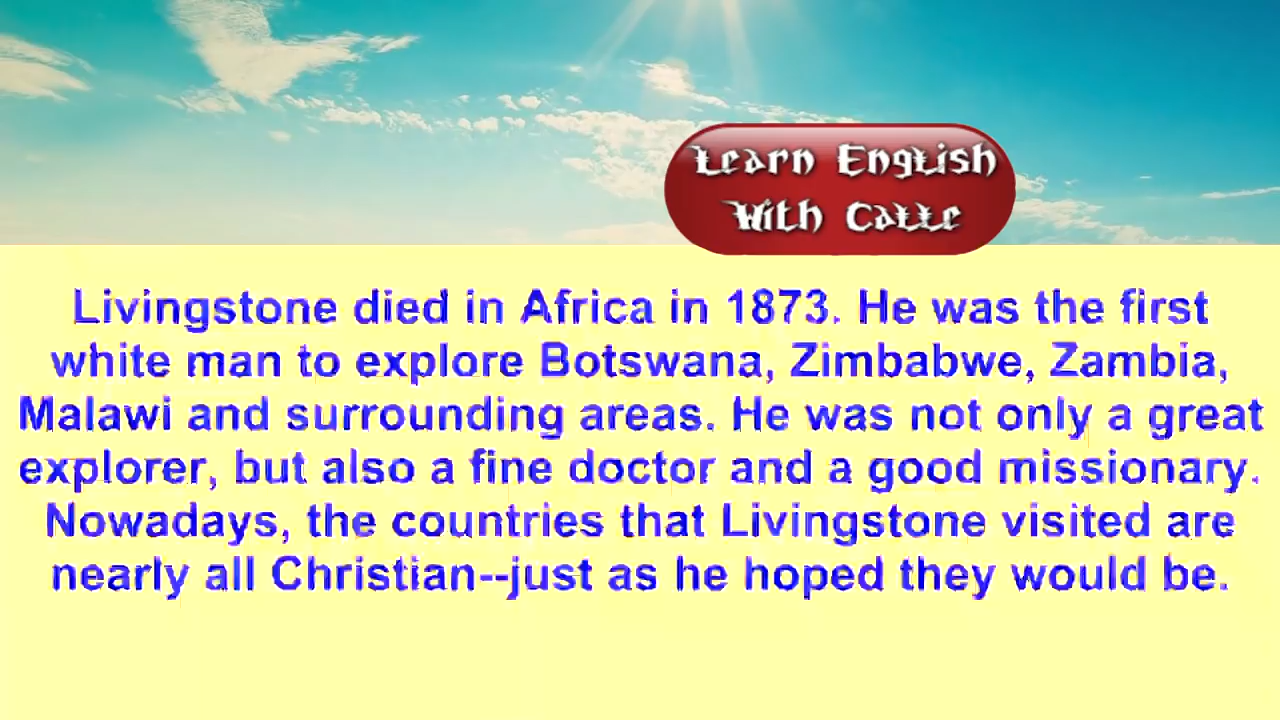 Learn English
With Catle
Livingstone died in Africa in 1873. He was the first
white man to explore Botswana, Zimbabwe, Zambia,
Malawi and surrounding areas. He was not only a great
explorer, but also a fine doctor and a good missionary.
Nowadays, the countries that Livingstone visited are
nearly all Christian--just as he hoped they would be.